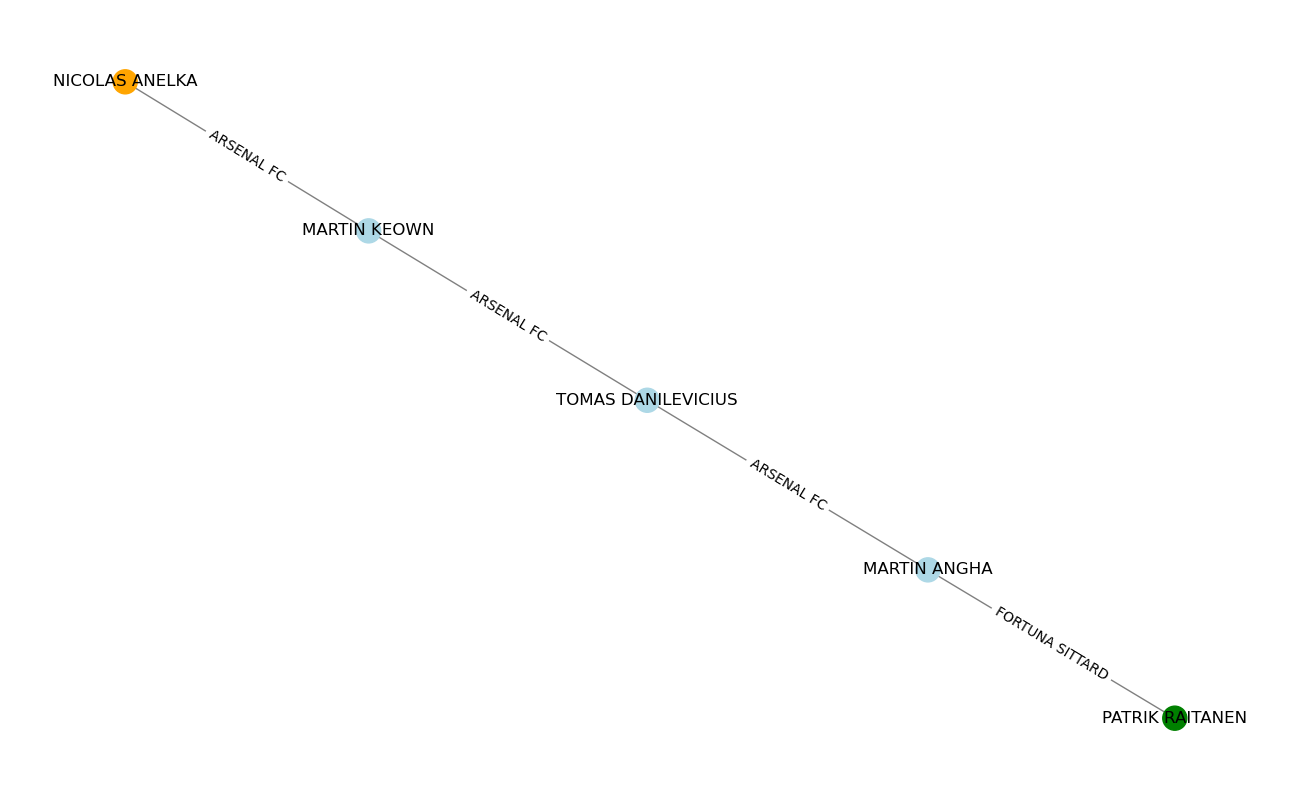 NICOLAS ANELKA
ARSENAL FC
MARTIN KEOWN
ARSENAL FC
TOMAS DANILEVICIUS
ARSENAL FC
MARTIN ANGHA
FORTUNA SITTARD
PATRIK RAITANEN